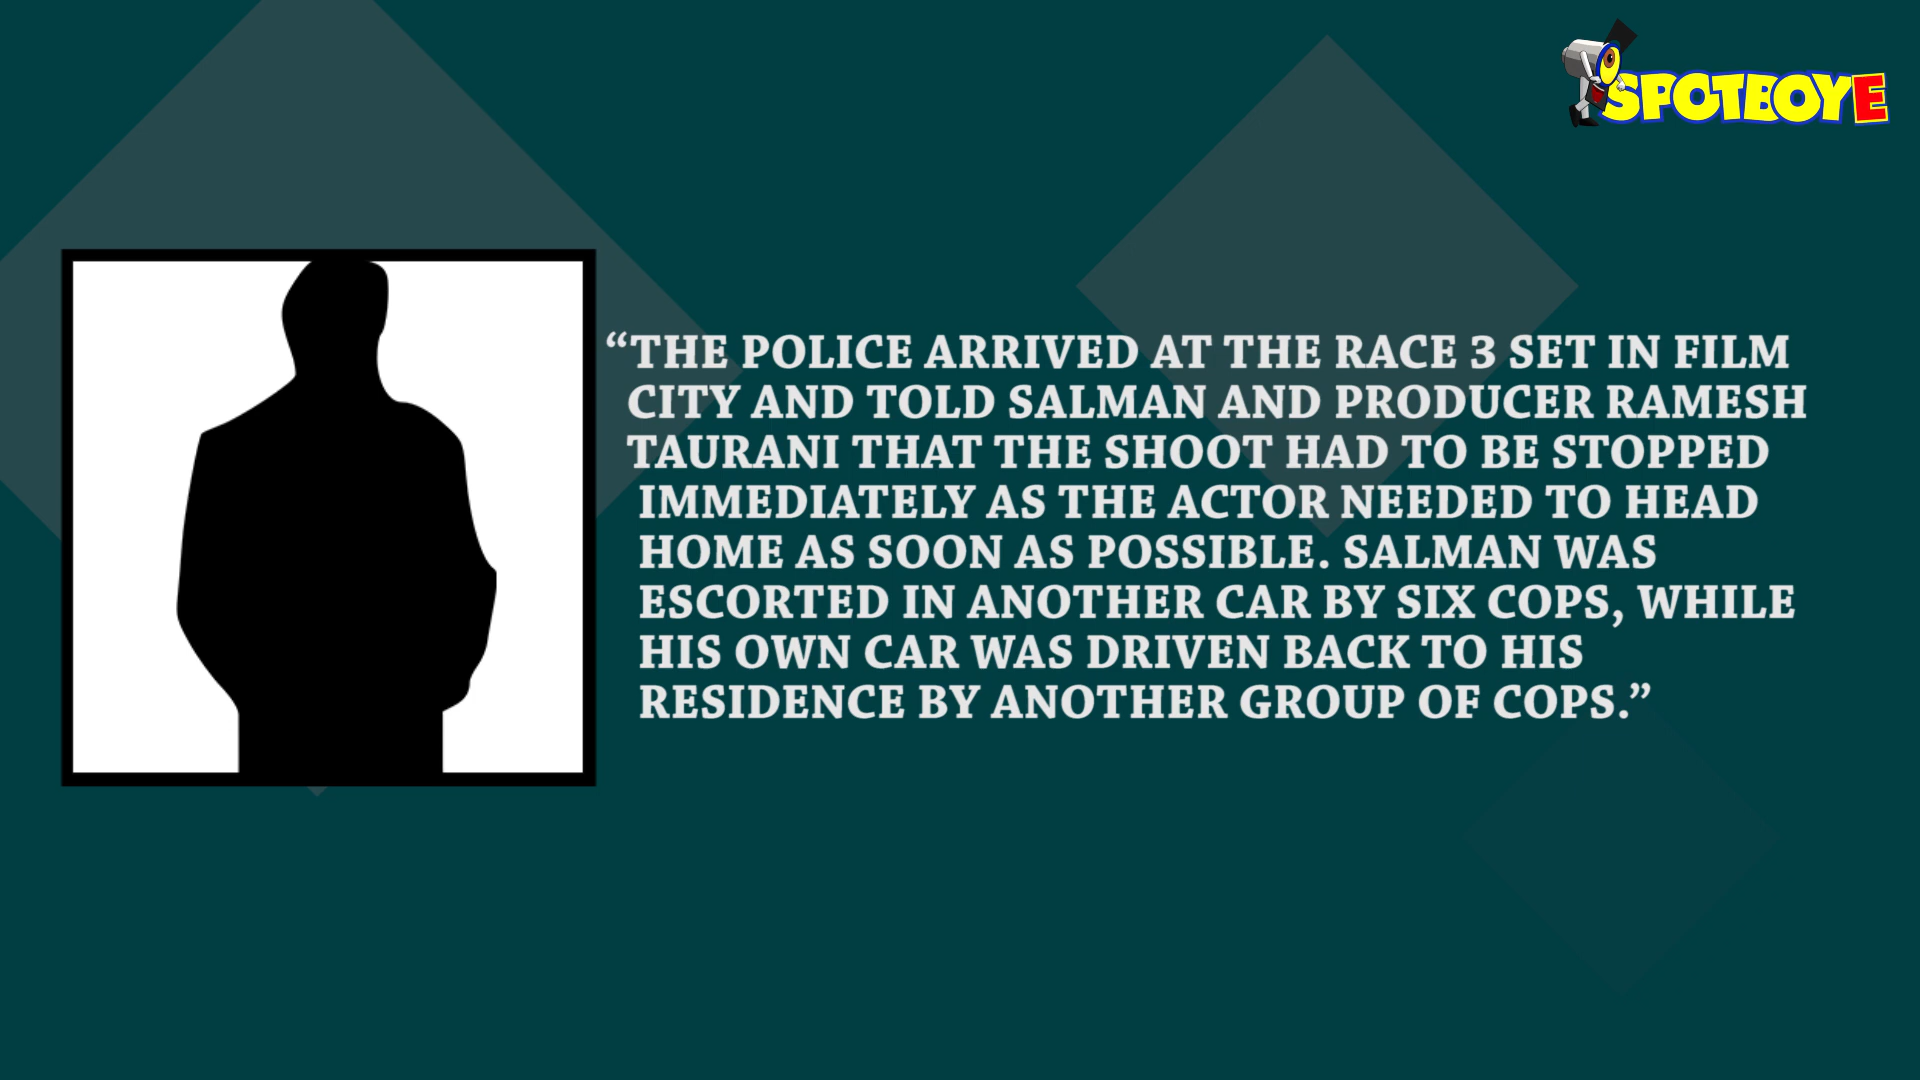 SPOTBOYE
“THE POLICE ARRIVED AT THE RACE 3 SET IN FILM
CITY AND TOLD SALMAN AND PRODUCER RAMESH
TAURANI THAT THE SHOOT HAD TO BE STOPPED
IMMEDIATELY AS THE ACTOR NEEDED TO HEAD
HOME AS SOON AS POSSIBLE. SALMAN WAS
ESCORTED IN ANOTHER CAR BY SIX COPS, WHILE
HIS OWN CAR WAS DRIVEN BACK TO HIS
RESIDENCE BY ANOTHER GROUP OF COPS.”